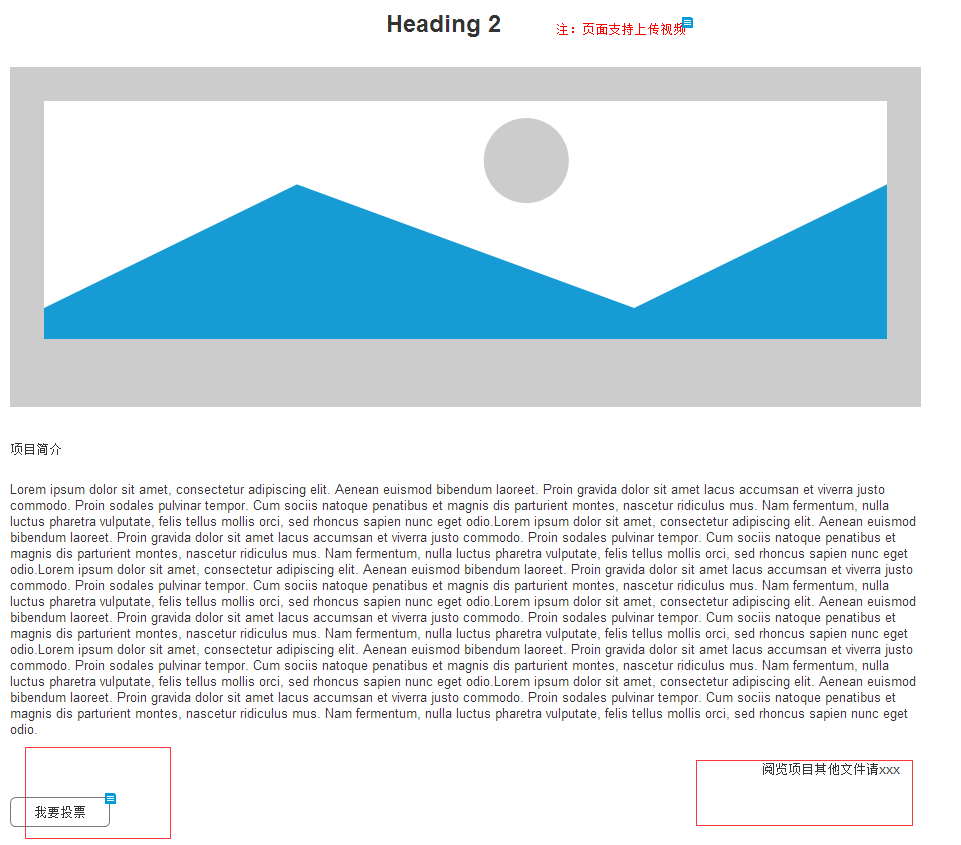 Heading 2
注：页面支持上传视频
项目简介
Lorem ipsum dolor sit amet, consectetur adipiscing elit. Aenean euismod bibendum laoreet. Proin gravida dolor sit amet lacus accumsan et viverra justo
commodo. Proin sodales pulvinar tempor. Cum sociis natoque penatibus et magnis dis parturient montes, nascetur ridiculus mus. Nam fermentum, nulla
luctus pharetra vulputate, felis tellus mollis orci, sed rhoncus sapien nunc eget odio.Lorem ipsum dolor sit amet, consectetur adipiscing elit. Aenean euismod
bibendum laoreet. Proin gravida dolor sit amet lacus accumsan et viverra justo commodo. Proin sodales pulvinar tempor. Cum sociis natoque penatibus et
magnis dis parturient montes, nascetur ridiculus mus. Nam fermentum, nulla luctus pharetra vulputate, felis tellus mollis orci, sed rhoncus sapien nunc eget
odio.Lorem ipsum dolor sit amet, consectetur adipiscing elit. Aenean euismod bibendum laoreet. Proin gravida dolor sit amet lacus accumsan et viverra justo
commodo. Proin sodales pulvinar tempor. Cum sociis natoque penatibus et magnis dis parturient montes, nascetur ridiculus mus. Nam fermentum, nulla
luctus pharetra vulputate, felis tellus mollis orci, sed rhoncus sapien nunc eget odio.Lorem ipsum dolor sit amet, consectetur adipiscing elit. Aenean euismod
bibendum laoreet. Proin gravida dolor sit amet lacus accumsan et viverra justo commodo. Proin sodales pulvinar tempor. Cum sociis natoque penatibus et
magnis dis parturient montes, nascetur ridiculus mus. Nam fermentum, nulla luctus pharetra vulputate, felis tellus mollis orci, sed rhoncus sapien nunc eget
odio.Lorem ipsum dolor sit amet, consectetur adipiscing elit. Aenean euismod bibendum laoreet. Proin gravida dolor sit amet lacus accumsan et viverra justo
commodo. Proin sodales pulvinar tempor. Cum sociis natoque penatibus et magnis dis parturient montes, nascetur ridiculus mus. Nam fermentum, nulla
luctus pharetra vulputate, felis tellus mollis orci, sed rhoncus sapien nunc eget odio.Lorem ipsum dolor sit amet, consectetur adipiscing elit. Aenean euismod
bibendum laoreet. Proin gravida dolor sit amet lacus accumsan et viverra justo commodo. Proin sodales pulvinar tempor. Cum sociis natoque penatibus et
magnis dis parturient montes, nascetur ridiculus mus. Nam fermentum, nulla luctus pharetra vulputate, felis tellus mollis orci, sed rhoncus sapien nunc eget
odio.
阅览项目其他文件请xxx
我要投票